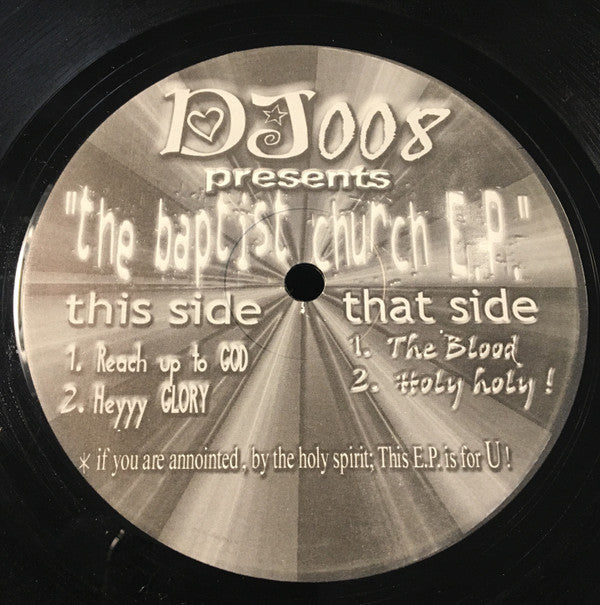 DJ008
presents
"the baptist church E.P."
this side
1. Reach up to GOD
2. Heyyy GLORY
that side
1. The Blood
2. Holy holy!
* if you are annointed, by the holy spirit; This E.P. is for U!